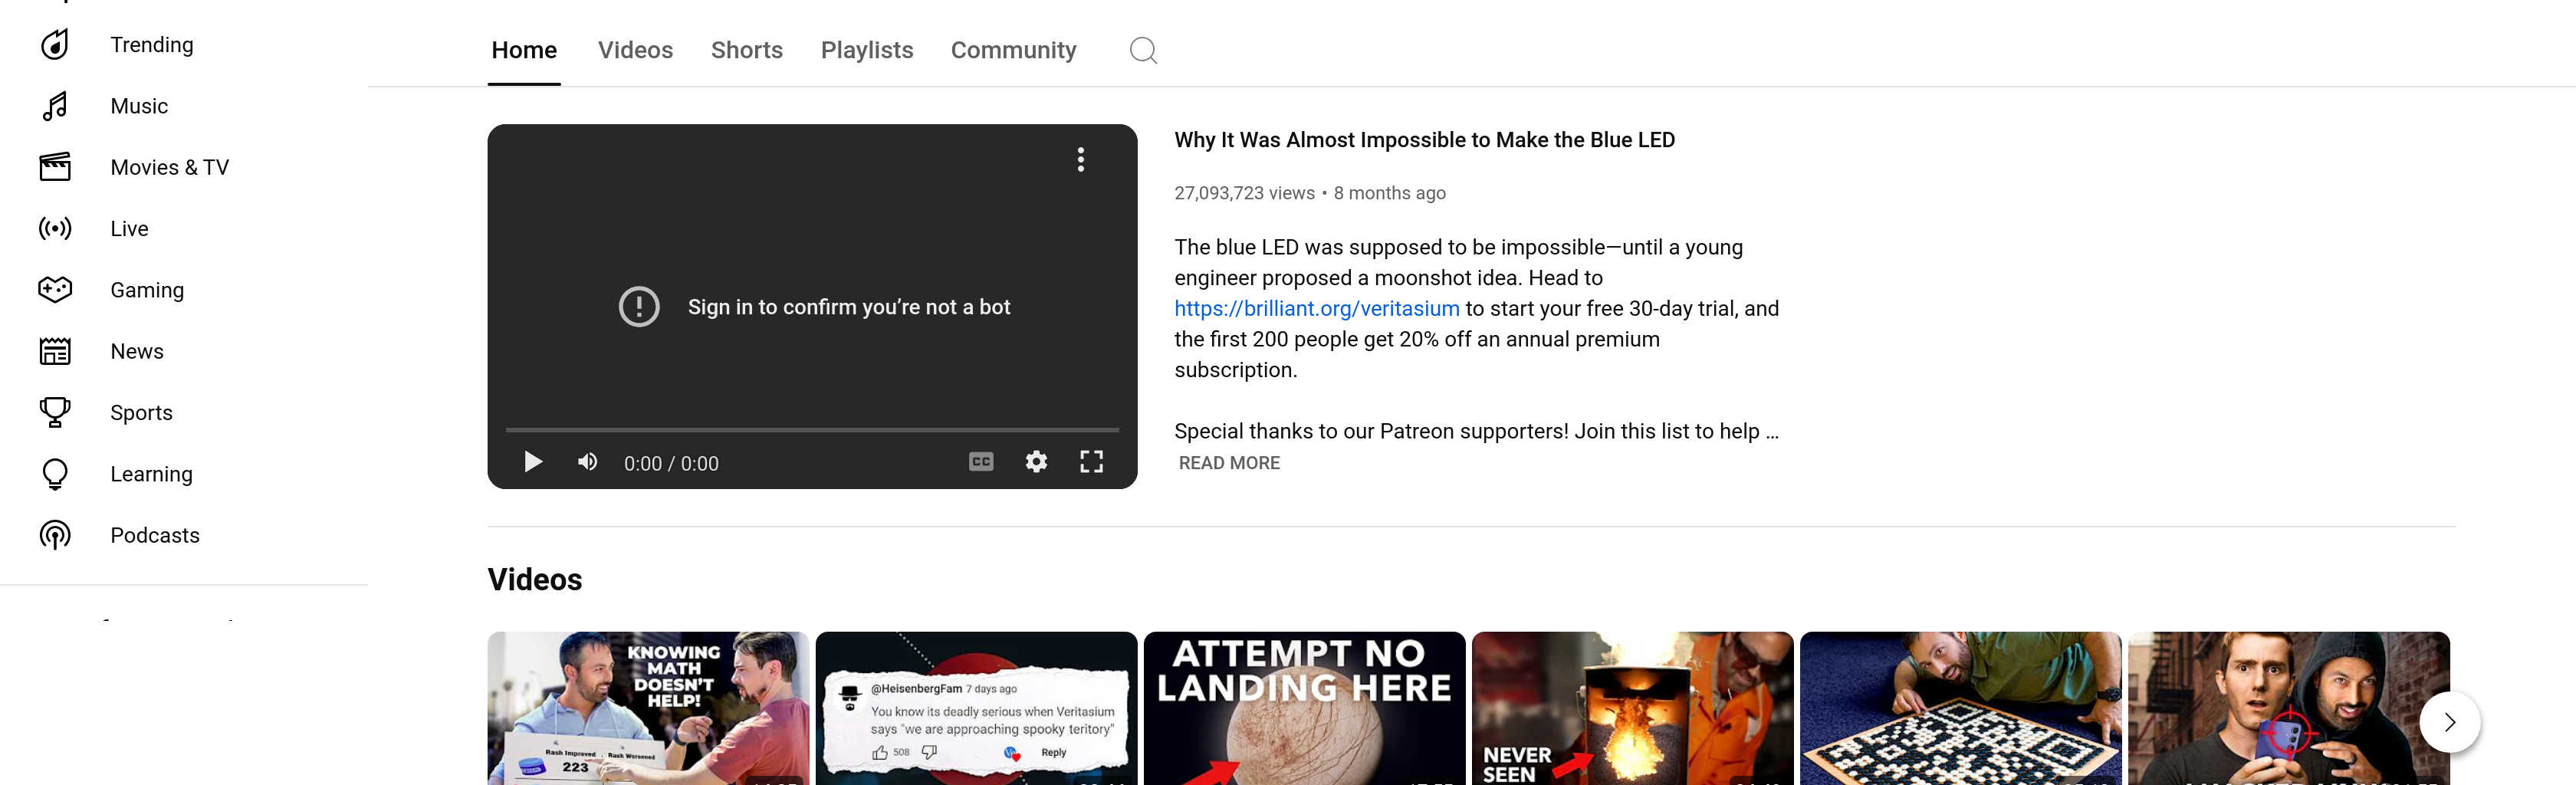 Trending
Music
Movies & TV
Live
Gaming
News
Sports
Learning
Podcasts
Home Videos Shorts Playlists Community
Sign in to confirm you’re not a bot
0:00 / 0:00
CC
Why It Was Almost Impossible to Make the Blue LED
27,093,723 views • 8 months ago
The blue LED was supposed to be impossible—until a young
engineer proposed a moonshot idea. Head to
https://brilliant.org/veritasium to start your free 30-day trial, and
the first 200 people get 20% off an annual premium
subscription.
Special thanks to our Patreon supporters! Join this list to help ...
READ MORE
Videos
KNOWING
MATH
DOESN'T
HELP!
Rash Improved Rash Worsened
223
@HeisenbergFam 7 days ago
You know its deadly serious when Veritasium
says "we are approaching spooky teritory"
508 Reply
ATTEMPT NO
LANDING HERE
NEVER
SEEN